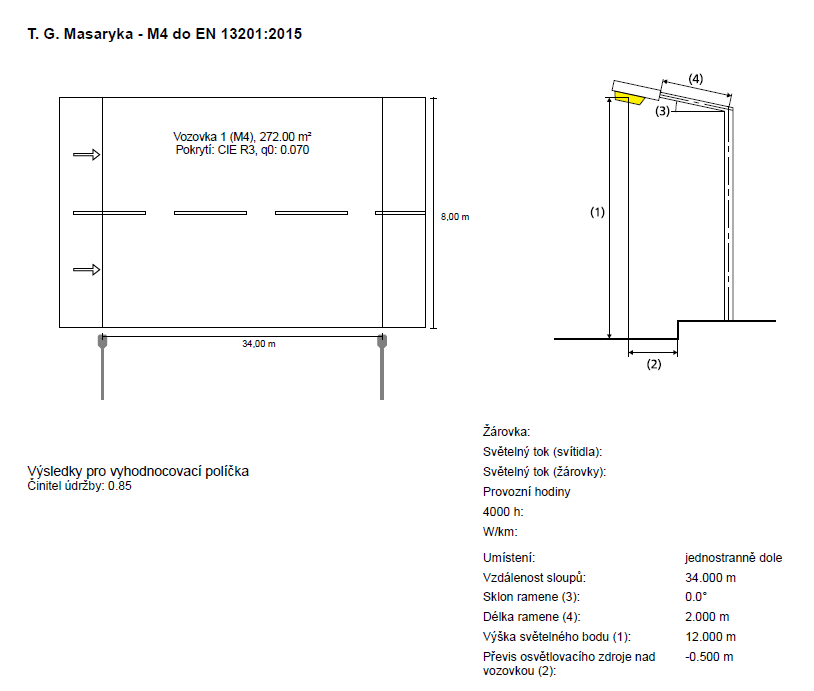 T. G. Masaryka - M4 do EN 13201:2015
Vozovka 1 (M4), 272.00 m²
Pokrytí: CIE R3, q0: 0.070
8,00 m
34,00 m
(4)
(3)
(1)
(2)
Výsledky pro vyhodnocovací políčka
Činitel údržby: 0.85
Žárovka:
Světelný tok (svítidla):
Světelný tok (žárovky):
Provozní hodiny
4000 h:
W/km:
Umístení: jednostranně dole
Vzdálenost sloupů: 34.000 m
Sklon ramene (3): 0.0°
Délka ramene (4): 2.000 m
Výška světelného bodu (1): 12.000 m
Převis osvětlovacího zdroje nad -0.500 m
vozovkou (2):